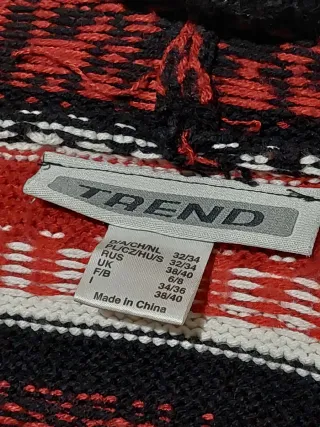 TREND
D/A/CH/NL 32/34
PL/CZ/HU/S 32/34
RUS 38/40
UK 6/8
F/B 34/36
I 38/40
Made in China